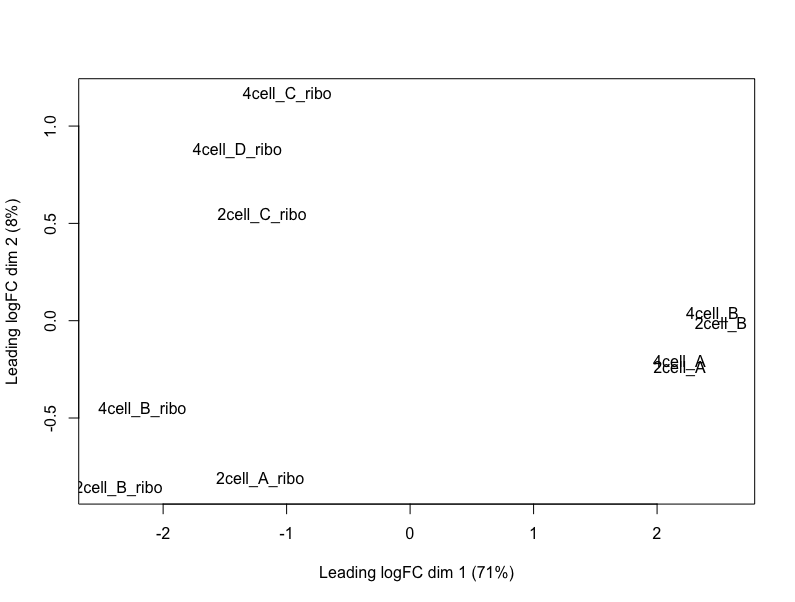 4cell_C_ribo
1.0
4cell_D_ribo
2cell_C_ribo
0.5
Leading logFC dim 2 (8%)
0.0
4cell_B
2cell_B
4cell_A
2cell_A
4cell_B_ribo
-0.5
2cell_A_ribo
2cell_B_ribo
-2 -1 0 1 2
Leading logFC dim 1 (71%)